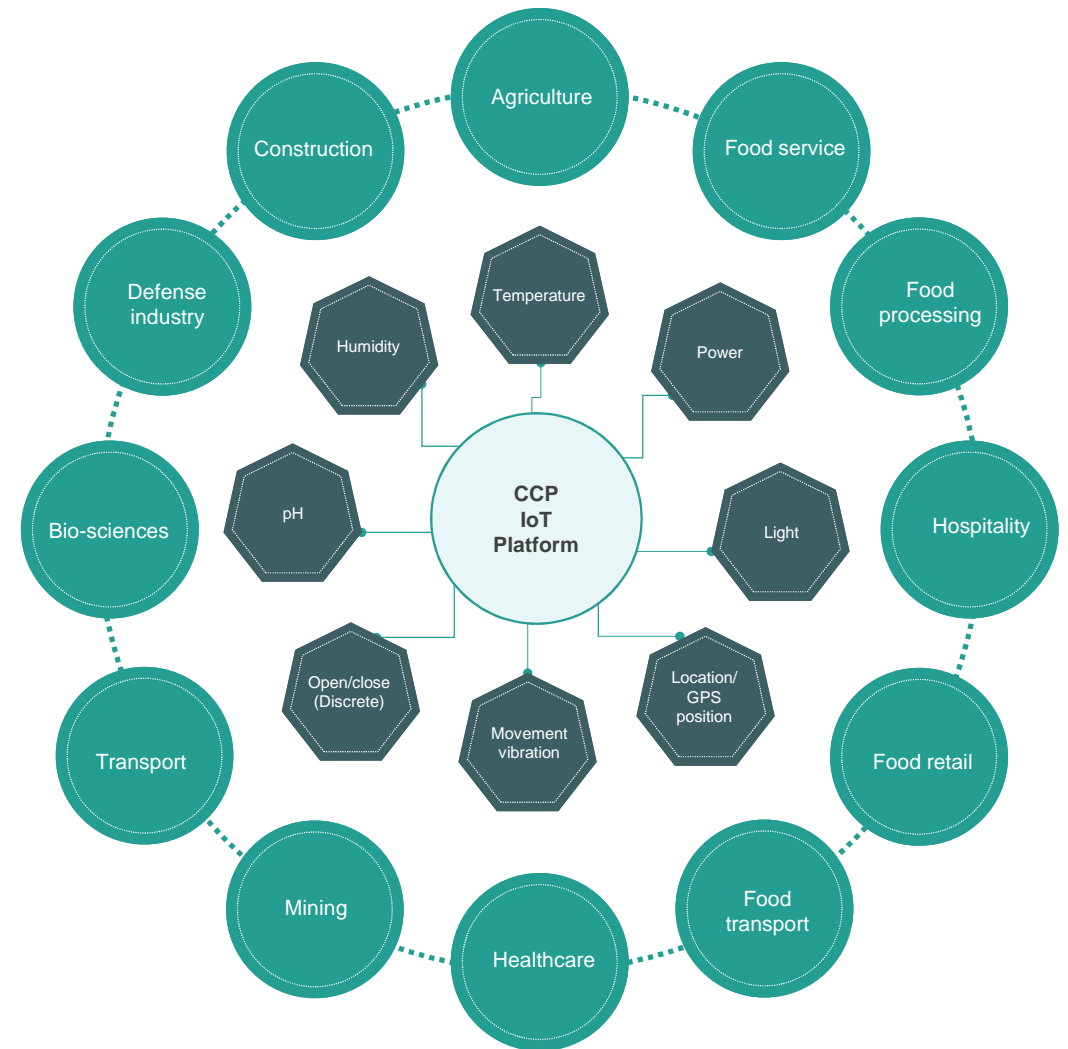 Agriculture
Construction
Food service
Defense
industry
Food
processing
Temperature
Humidity
Power
CCP
IoT
Platform
pH
Light
Bio-sciences
Hospitality
Open/close
(Discrete)
Movement
vibration
Location/
GPS
position
Transport
Food retail
Mining
Food
transport
Healthcare